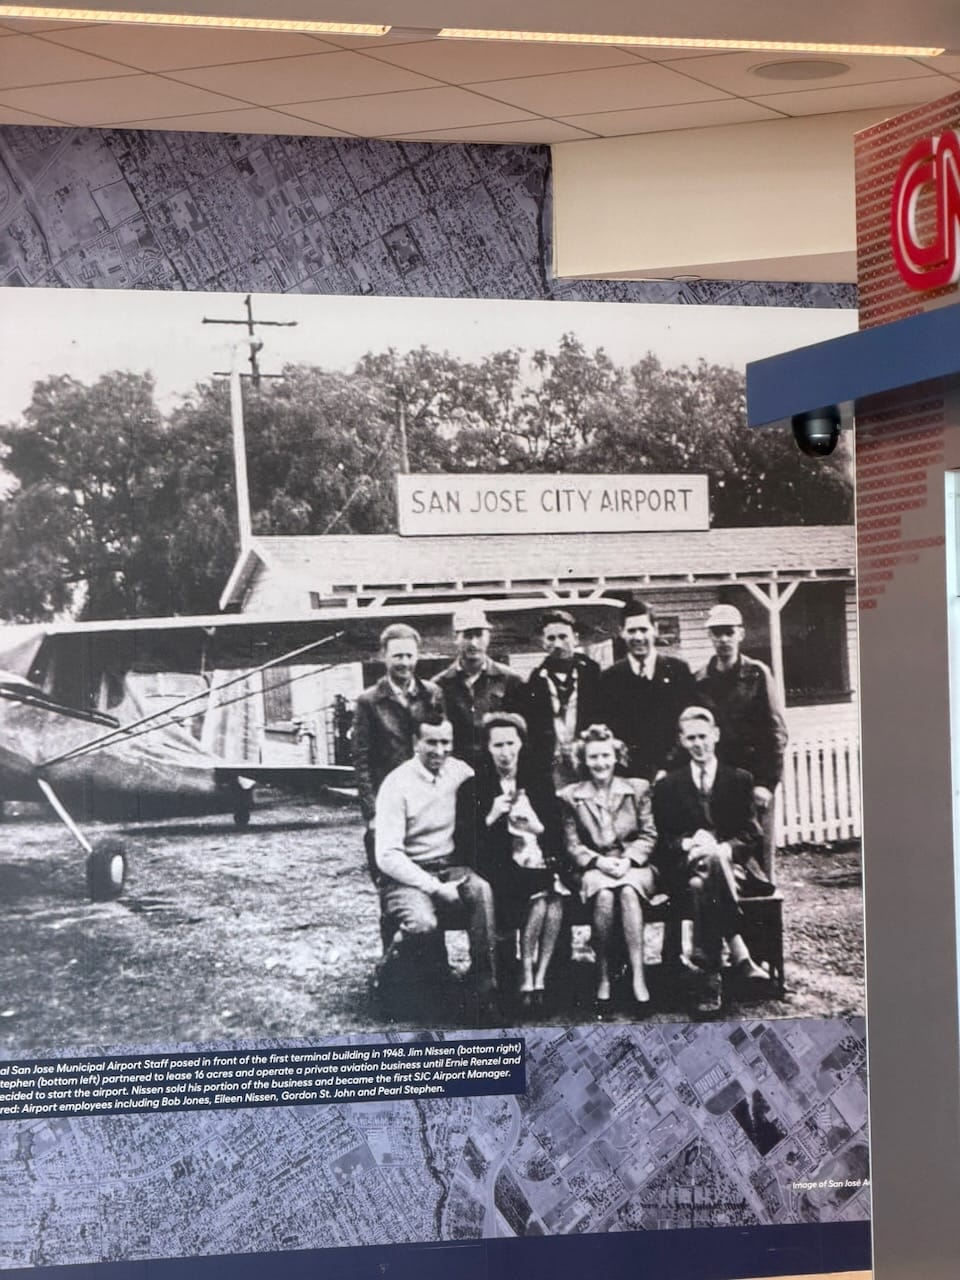 CN
SAN JOSE CITY AIRPORT
al San Jose Municipal Airport Staff posed in front of the first terminal building in 1948. Jim Nissen (bottom right)
tephen (bottom left) partnered to lease 16 acres and operate a private aviation business until Ernie Renzel and
ecided to start the airport. Nissen sold his portion of the business and became the first SJC Airport Manager.
red: Airport employees including Bob Jones, Eileen Nissen, Gordon St. John and Pearl Stephen.
Image of San José A